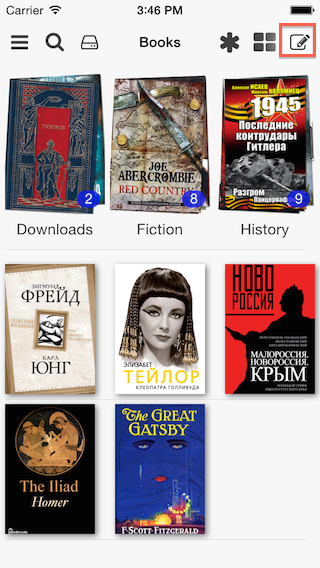 Carrier
3:46 PM
Books
СКИРОВ
2
JOE
ABERCROMBIE
RED COUNTRY
8
АЛЕКСЕЙ ИСАЕВ
МАКСИМ КОЛОМИЕЦ
1945
Последние
контрудары
Гитлера
Разгром
Панцерваффе
9
Downloads
Fiction
History
ЗИГМУНД
ФРЕЙД
КАРЛ
ЮНГ
ЭЛИЗАБЕТ
ТЕЙЛОР
КЛЕОПАТРА ГОЛЛИВУДА
НОВО
РОССИЯ
МАЛОРОССИЯ,
НОВОРОССИЯ,
КРЫМ
The Iliad
Homer
The GREAT
GATSBY
F·SCOTT·FITZGERALD